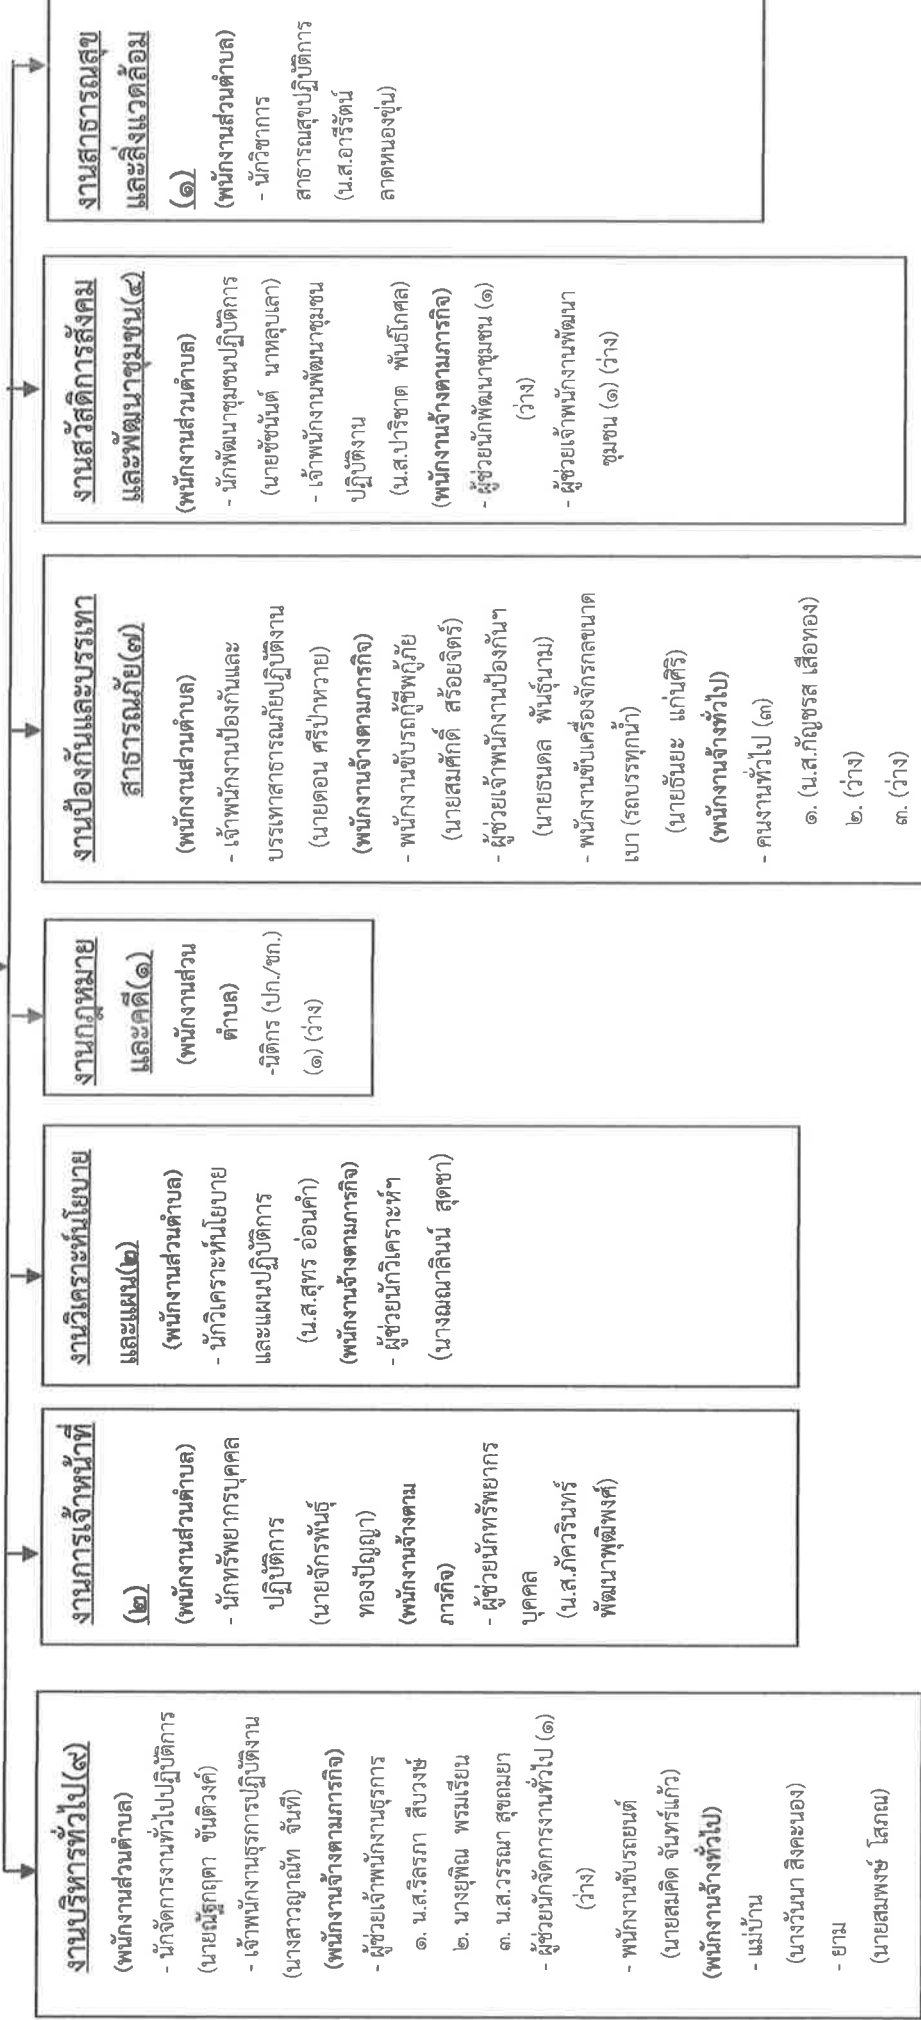 งานบริหารทั่วไป(๙)
(พนักงานส่วนตำบล)
- นักจัดการงานทั่วไปปฏิบัติการ
(นายณัฐกฤตา ขันติวงค์)
- เจ้าพนักงานธุรการปฏิบัติงาน
(นางสาววญาณัท จันที)
(พนักงานจ้างตามภารกิจ)
- ผู้ช่วยเจ้าพนักงานธุรการ
๑. น.ส.ริลรภา สืบวงษ์
๒. นางยุพิณ พรมเรียน
๓. น.ส.วรรณา สุขถมยา
- ผู้ช่วยนักจัดการงานทั่วไป (๑)
(ว่าง)
- พนักงานขับรถยนต์
(นายสมคิด จันทร์แก้ว)
(พนักงานจ้างทั่วไป)
- แม่บ้าน
(นางวันนา สิงคะนอง)
- ยาม
(นายสมพงษ์ โสภณ)
งานการเจ้าหน้าที่
(๒)
(พนักงานส่วนตำบล)
- นักทรัพยากรบุคคล
ปฏิบัติการ
(นายจักรพันธุ์
ทองปัญญา)
(พนักงานจ้างตาม
ภารกิจ)
- ผู้ช่วยนักทรัพยากร
บุคคล
(น.ส.ภัควรินทร์
พัฒนาพุฒิพงศ์)
งานวิเคราะห์นโยบาย
และแผน(๒)
(พนักงานส่วนตำบล)
- นักวิเคราะห์นโยบาย
และแผนปฏิบัติการ
(น.ส.สุทร อ่อนคำ)
(พนักงานจ้างตามภารกิจ)
- ผู้ช่วยนักวิเคราะห์ฯ
(นางฌณาลินน์ สุดชา)
งานกฎหมาย
และคดี(๑)
(พนักงานส่วน
ตำบล)
-นิติกร (ปก./ชก.)
(๑) (ว่าง)
งานป้องกันและบรรเทา
สาธารณภัย(๗)
(พนักงานส่วนตำบล)
- เจ้าพนักงานป้องกันและ
บรรเทาสาธารณภัยปฏิบัติงาน
(นายดอน ศรีป่าหวาย)
(พนักงานจ้างตามภารกิจ)
- พนักงานขับรถกู้ชีพกู้ภัย
(นายสมศักดิ์ สร้อยจิตร์)
- ผู้ช่วยเจ้าพนักงานป้องกันฯ
(นายธนดล พันธุ์นาม)
- พนักงานขับเครื่องจักรกลขนาด
เบา (รถบรรทุกน้ำ)
(นายธันยะ แก่นศิริ)
(พนักงานจ้างทั่วไป)
- คนงานทั่วไป (๓)
๑. (น.ส.กัญชรส เสือทอง)
๒. (ว่าง)
๓. (ว่าง)
งานสวัสดิการสังคม
และพัฒนาชุมชน(๔)
(พนักงานส่วนตำบล)
- นักพัฒนาชุมชนปฏิบัติการ
(นายชัชนันต์ นาหลุบเลา)
- เจ้าพนักงานพัฒนาชุมชน
ปฏิบัติงาน
(น.ส.ปาริชาต พันธ์โกศล)
(พนักงานจ้างตามภารกิจ)
- ผู้ช่วยนักพัฒนาชุมชน (๑)
(ว่าง)
- ผู้ช่วยเจ้าพนักงานพัฒนา
ชุมชน (๑) (ว่าง)
งานสาธารณสุข
และสิ่งแวดล้อม
(๑)
(พนักงานส่วนตำบล)
- นักวิชาการ
สาธารณสุขปฏิบัติการ
(น.ส.อารีรัตน์
ลาดหนองขุ่น)